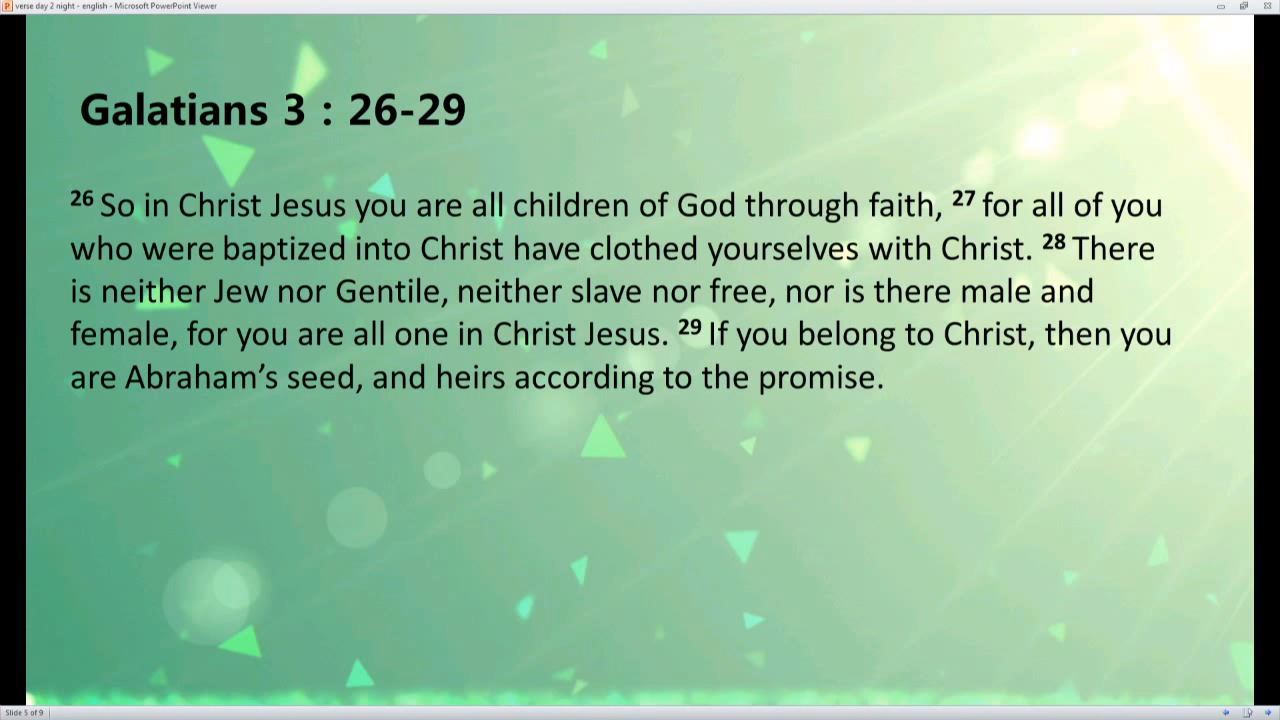 verse day 2 night - english - Microsoft PowerPoint Viewer
Galatians 3 : 26-29
26 So in Christ Jesus you are all children of God through faith, 27 for all of you
who were baptized into Christ have clothed yourselves with Christ. 28 There
is neither Jew nor Gentile, neither slave nor free, nor is there male and
female, for you are all one in Christ Jesus. 29 If you belong to Christ, then you
are Abraham’s seed, and heirs according to the promise.
Slide 5 of 9